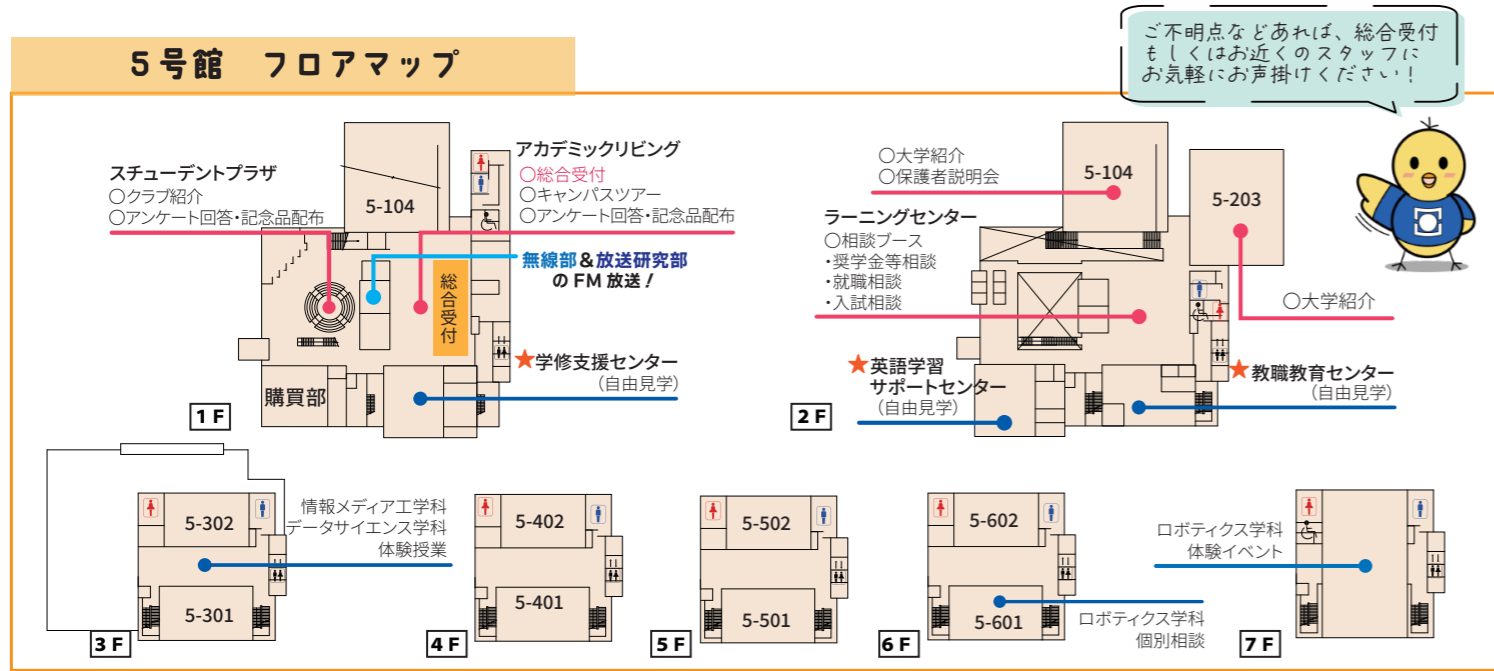 5号館 フロアマップ
ご不明点などあれば、総合受付
もしくはお近くのスタッフに
お気軽にお声掛けください!
スチューデントプラザ
○クラブ紹介
○アンケート回答・記念品配布
5-104
アカデミックリビング
○総合受付
○キャンパスツアー
○アンケート回答・記念品配布
無線部&放送研究部
のFM放送!
総合受付
★学修支援センター
(自由見学)
購買部
1F
○大学紹介
○保護者説明会
5-104
5-203
ラーニングセンター
○相談ブース
・奨学金等相談
・就職相談
・入試相談
○大学紹介
★英語学習
サポートセンター
(自由見学)
★教職教育センター
(自由見学)
2F
5-302
情報メディア工学科
データサイエンス学科
体験授業
5-301
3F
5-402
5-401
4F
5-502
5-501
5F
5-602
5-601
ロボティクス学科
個別相談
6F
ロボティクス学科
体験イベント
7F